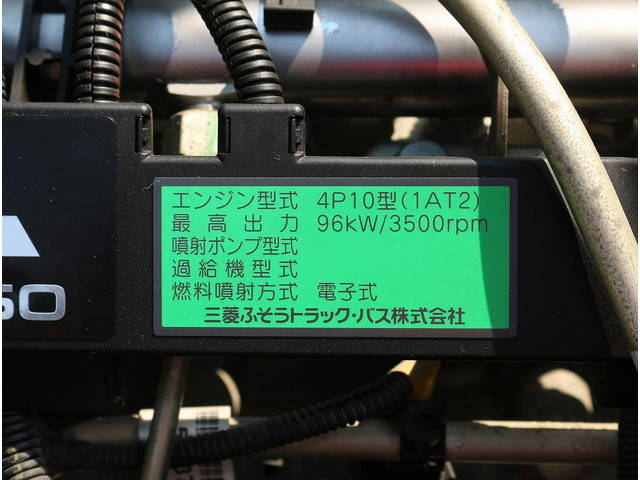 エンジン型式 4P10型(1AT2)
最高出力 96kW/3500rpm
噴射ポンプ型式
過給機型式
燃料噴射方式 電子式
三菱ふそうトラック・バス株式会社